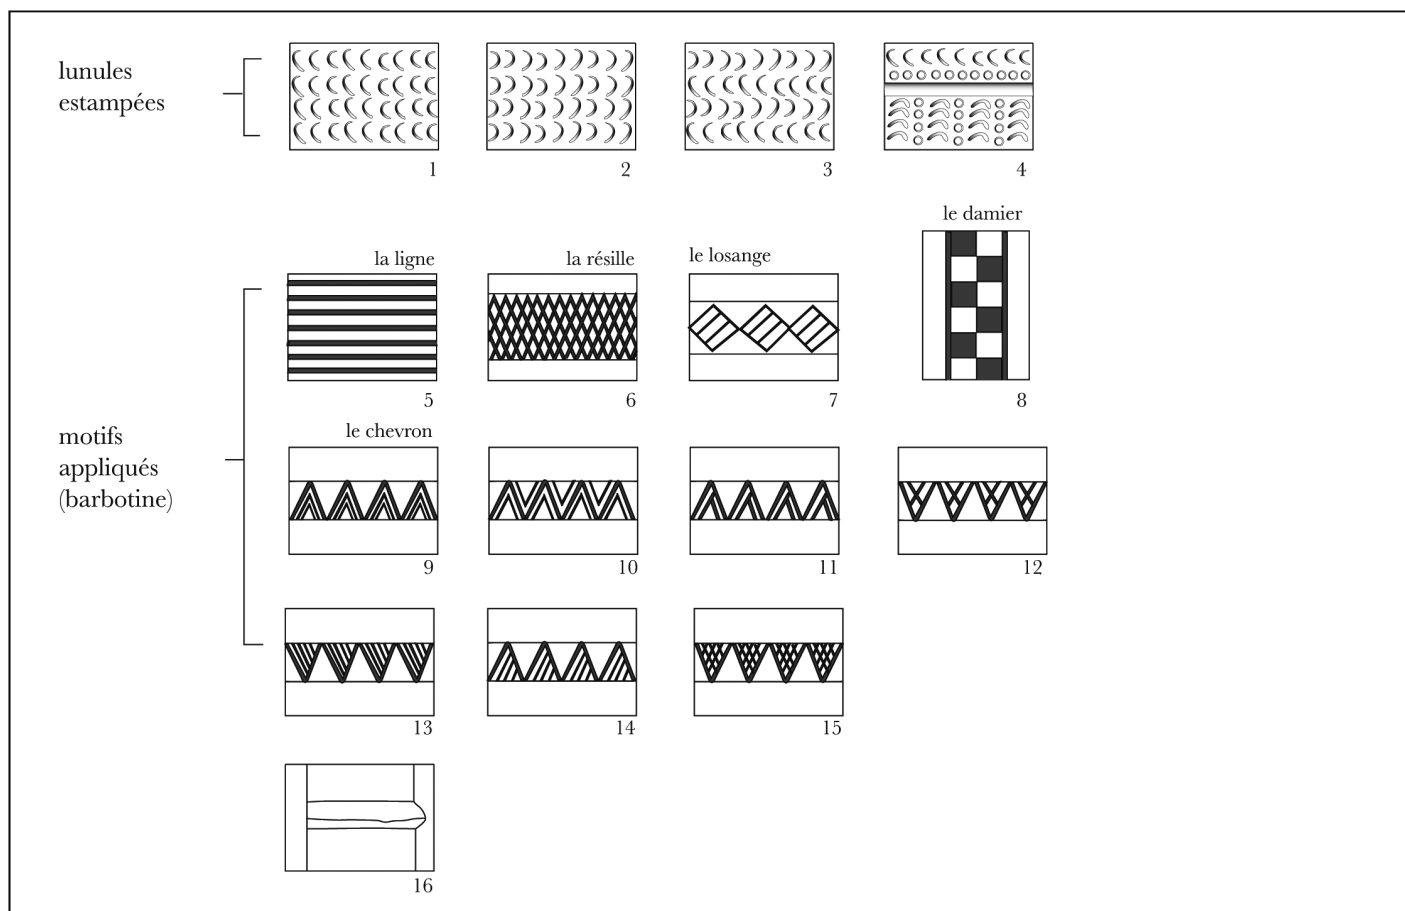 lunules
estampées
1
2
3
4
le damier
la ligne
la résille
le losange
5
6
7
8
motifs
appliqués
(barbotine)
le chevron
9
10
11
12
13
14
15
16